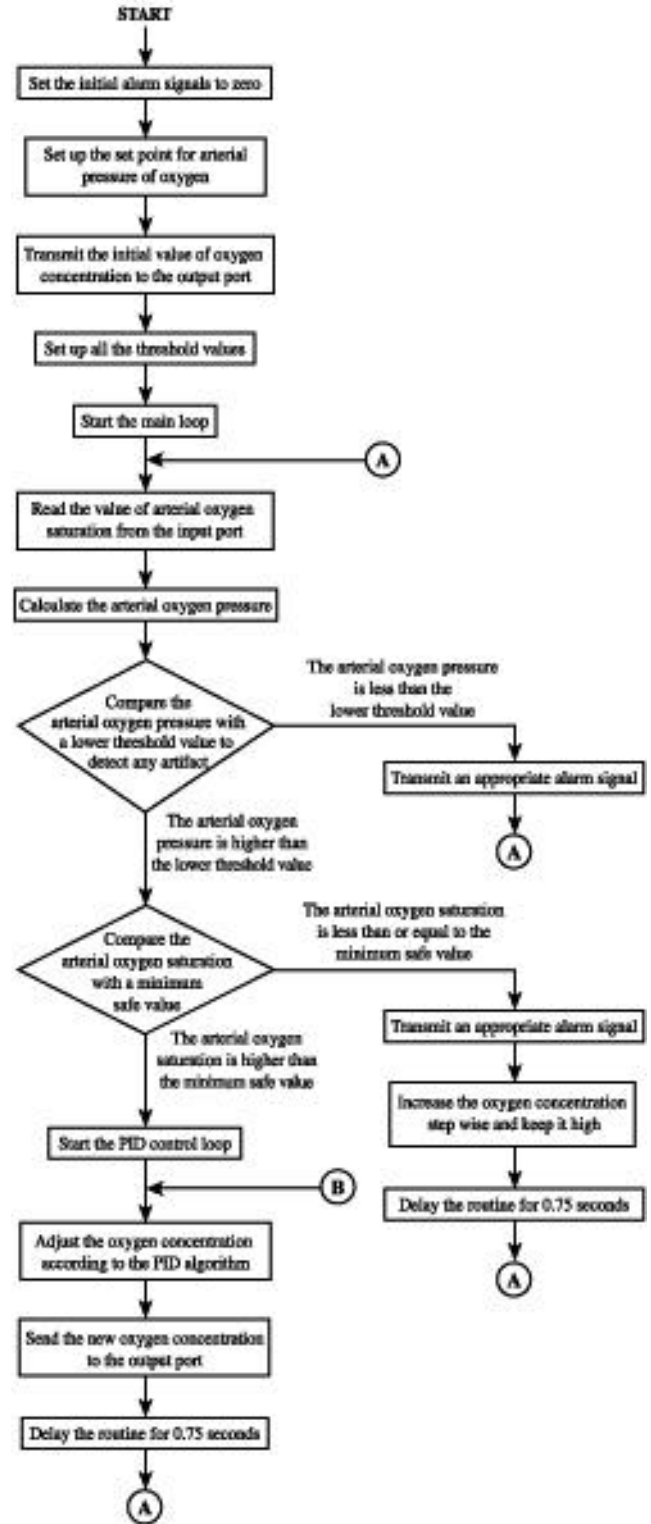 START
Set the initial alarm signals to zero
Set up the set point for arterial
pressure of oxygen
Transmit the initial value of oxygen
concentration to the output port
Set up all the threshold values
Start the main loop
A
Read the value of arterial oxygen
saturation from the input port
Calculate the arterial oxygen pressure
Compare the
arterial oxygen pressure with
a lower threshold value to
detect any artifact
The arterial oxygen pressure
is less than the
lower threshold value
Transmit an appropriate alarm signal
A
The arterial oxygen
pressure is higher than
the lower threshold value
Compare the
arterial oxygen saturation
with a minimum
safe value
The arterial oxygen saturation
is less than or equal to the
minimum safe value
Transmit an appropriate alarm signal
Increase the oxygen concentration
step wise and keep it high
Delay the routine for 0.75 seconds
A
The arterial oxygen
saturation is higher than
the minimum safe value
Start the PID control loop
B
Adjust the oxygen concentration
according to the PID algorithm
Send the new oxygen concentration
to the output port
Delay the routine for 0.75 seconds
A